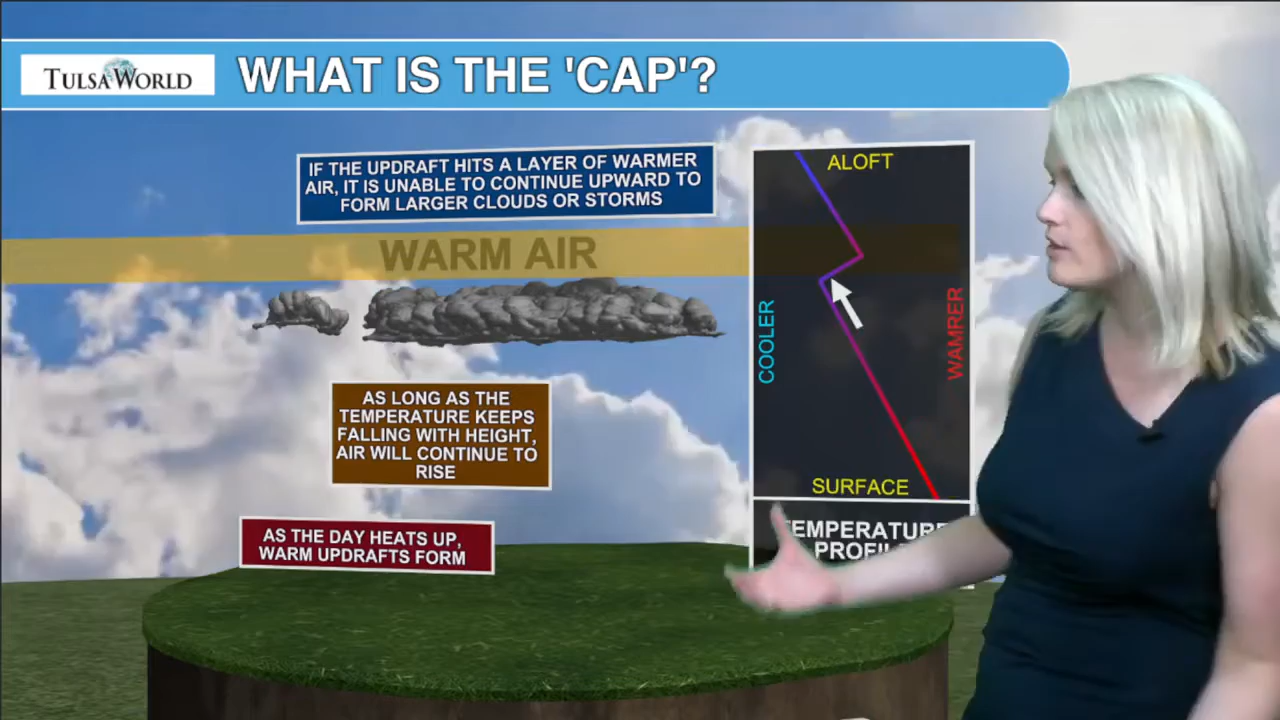 TULSA WORLD
WHAT IS THE 'CAP'?
IF THE UPDRAFT HITS A LAYER OF WARMER
AIR, IT IS UNABLE TO CONTINUE UPWARD TO
FORM LARGER CLOUDS OR STORMS
WARM AIR
AS LONG AS THE
TEMPERATURE KEEPS
FALLING WITH HEIGHT,
AIR WILL CONTINUE TO
RISE
AS THE DAY HEATS UP,
WARM UPDRAFTS FORM
ALOFT
COOLER
WAMRER
SURFACE
TEMPERATURE
PROFILE